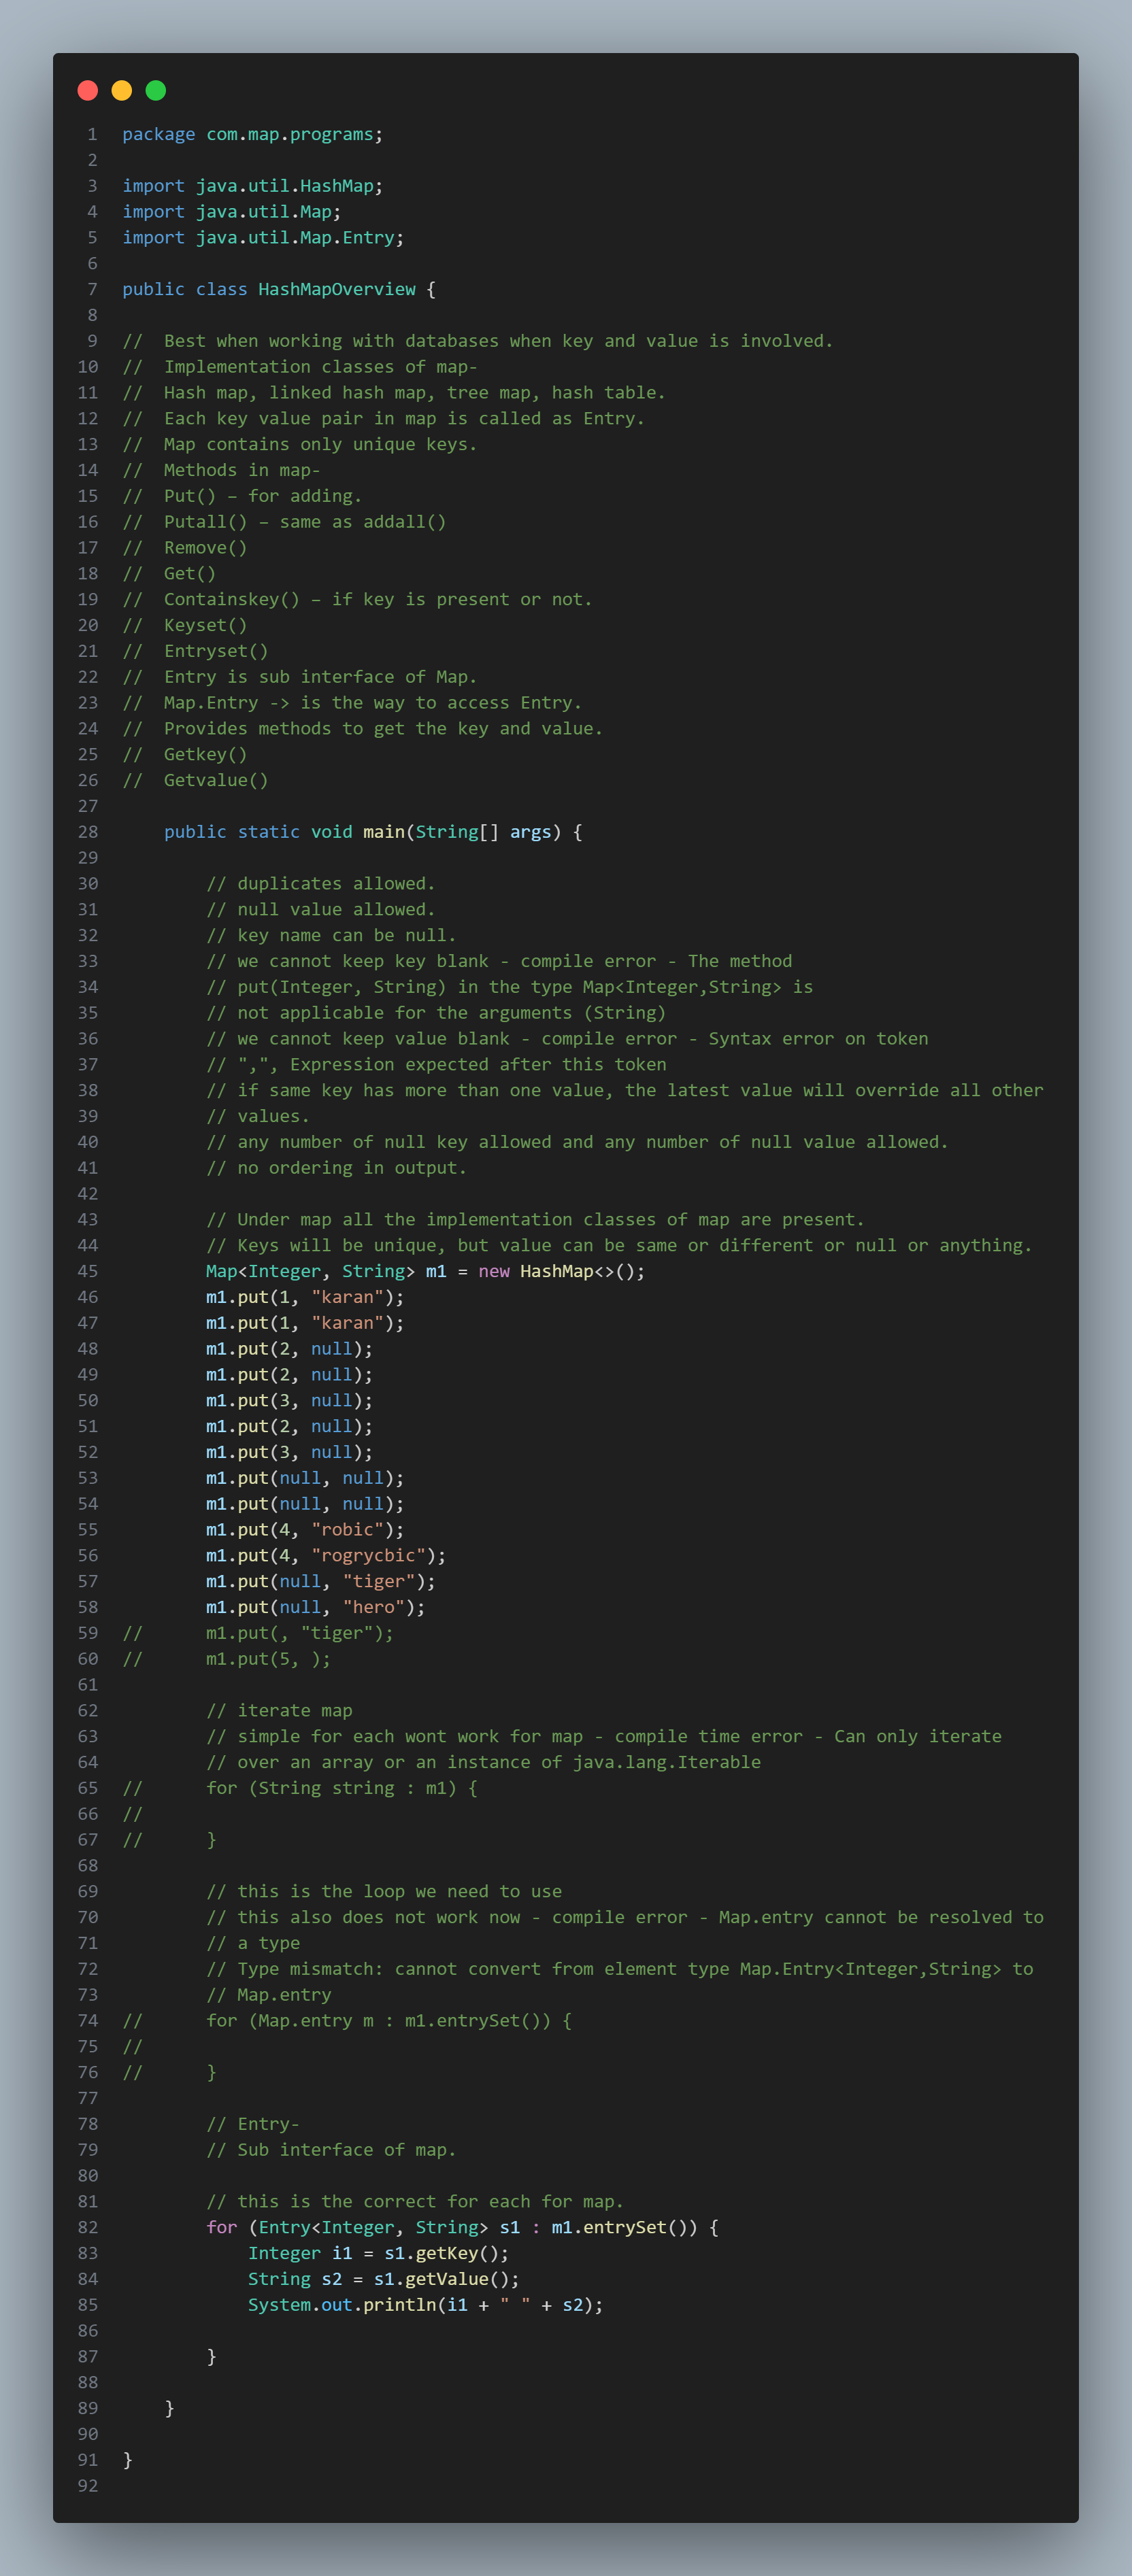 1 package com.map.programs;
2
3 import java.util.HashMap;
4 import java.util.Map;
5 import java.util.Map.Entry;
6
7 public class HashMapOverview {
8
9 //  Best when working with databases when key and value is involved.
10 //  Implementation classes of map-
11 //  Hash map, linked hash map, tree map, hash table.
12 //  Each key value pair in map is called as Entry.
13 //  Map contains only unique keys.
14 //  Methods in map-
15 //  Put() – for adding.
16 //  Putall() – same as addall()
17 //  Remove()
18 //  Get()
19 //  Containskey() – if key is present or not.
20 //  Keyset()
21 //  Entryset()
22 //  Entry is sub interface of Map.
23 //  Map.Entry -> is the way to access Entry.
24 //  Provides methods to get the key and value.
25 //  Getkey()
26 //  Getvalue()
27
28     public static void main(String[] args) {
29
30         // duplicates allowed.
31         // null value allowed.
32         // key name can be null.
33         // we cannot keep key blank - compile error - The method
34         // put(Integer, String) in the type Map<Integer,String> is
35         // not applicable for the arguments (String)
36         // we cannot keep value blank - compile error - Syntax error on token
37         // ",", Expression expected after this token
38         // if same key has more than one value, the latest value will override all other
39         // values.
40         // any number of null key allowed and any number of null value allowed.
41         // no ordering in output.
42
43         // Under map all the implementation classes of map are present.
44         // Keys will be unique, but value can be same or different or null or anything.
45         Map<Integer, String> m1 = new HashMap<>();
46         m1.put(1, "karan");
47         m1.put(1, "karan");
48         m1.put(2, null);
49         m1.put(2, null);
50         m1.put(3, null);
51         m1.put(2, null);
52         m1.put(3, null);
53         m1.put(null, null);
54         m1.put(null, null);
55         m1.put(4, "robic");
56         m1.put(4, "rogrycbic");
57         m1.put(null, "tiger");
58         m1.put(null, "hero");
59 //      m1.put(, "tiger");
60 //      m1.put(5, );
61
62         // iterate map
63         // simple for each wont work for map - compile time error - Can only iterate
64         // over an array or an instance of java.lang.Iterable
65 //      for (String string : m1) {
66 //
67 //      }
68
69         // this is the loop we need to use
70         // this also does not work now - compile error - Map.entry cannot be resolved to
71         // a type
72         // Type mismatch: cannot convert from element type Map.Entry<Integer,String> to
73         // Map.entry
74 //      for (Map.entry m : m1.entrySet()) {
75 //
76 //      }
77
78         // Entry-
79         // Sub interface of map.
80
81         // this is the correct for each for map.
82         for (Entry<Integer, String> s1 : m1.entrySet()) {
83             Integer i1 = s1.getKey();
84             String s2 = s1.getValue();
85             System.out.println(i1 + " " + s2);
86
87         }
88
89     }
90
91 }
92